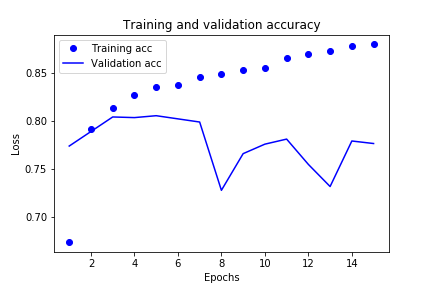 Training and validation accuracy
Training acc
Validation acc
0.85
0.80
0.75
0.70
Loss
2 4 6 8 10 12 14
Epochs